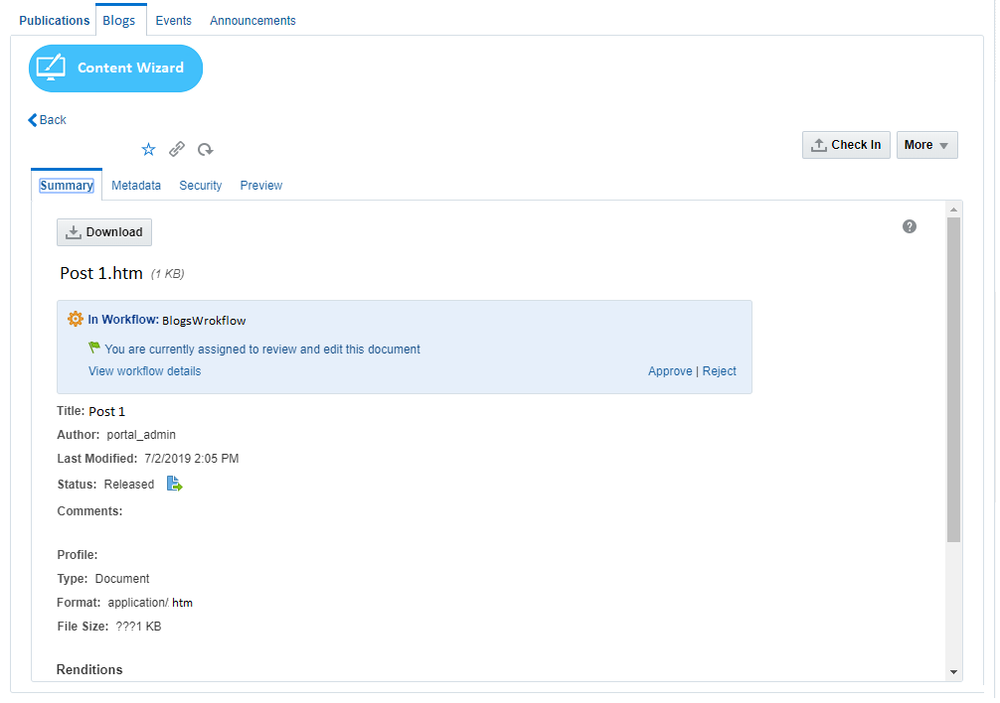 Publications Blogs Events Announcements
Content Wizard
Back
Check In More
Summary Metadata Security Preview
Download
?
Post 1.htm (1 KB)
In Workflow: BlogsWrokflow
You are currently assigned to review and edit this document
View workflow details Approve | Reject
Title: Post 1
Author: portal_admin
Last Modified: 7/2/2019 2:05 PM
Status: Released
Comments:
Profile:
Type: Document
Format: application/ htm
File Size: ???1 KB
Renditions